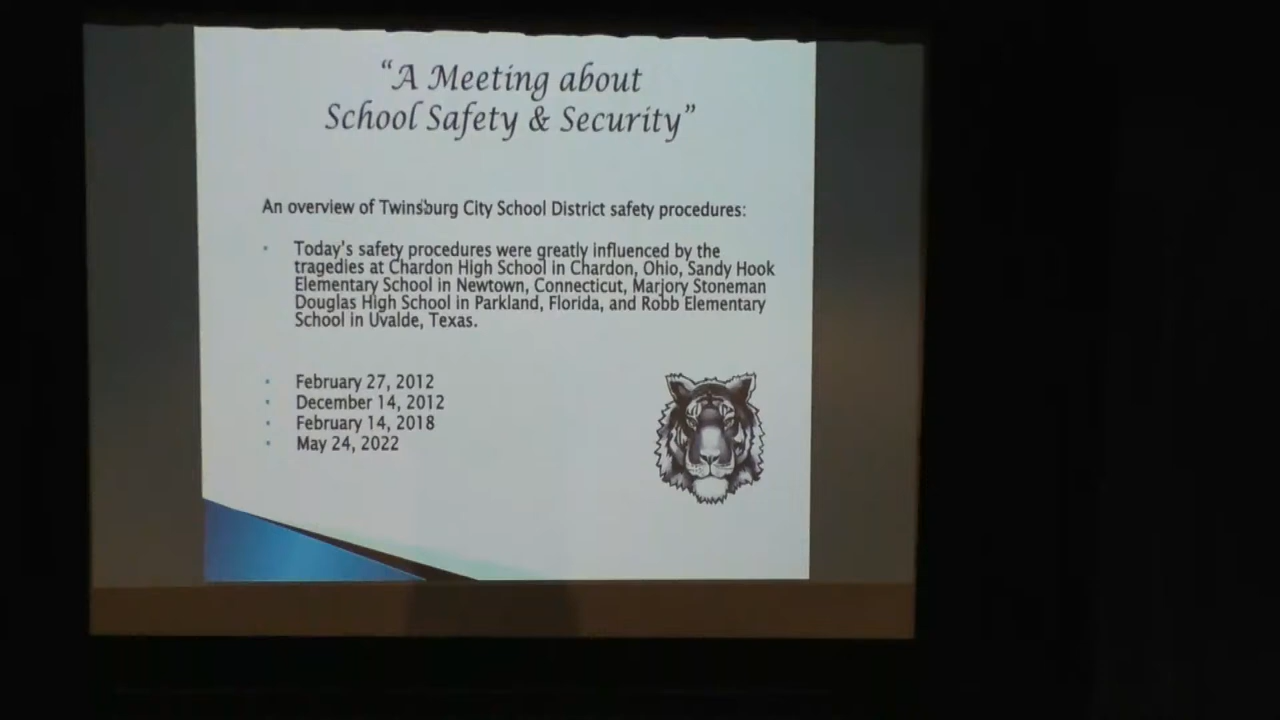 “A Meeting about
School Safety & Security”
An overview of Twinsburg City School District safety procedures:
Today’s safety procedures were greatly influenced by the
tragedies at Chardon High School in Chardon, Ohio, Sandy Hook
Elementary School in Newtown, Connecticut, Marjory Stoneman
Douglas High School in Parkland, Florida, and Robb Elementary
School in Uvalde, Texas.
February 27, 2012
December 14, 2012
February 14, 2018
May 24, 2022